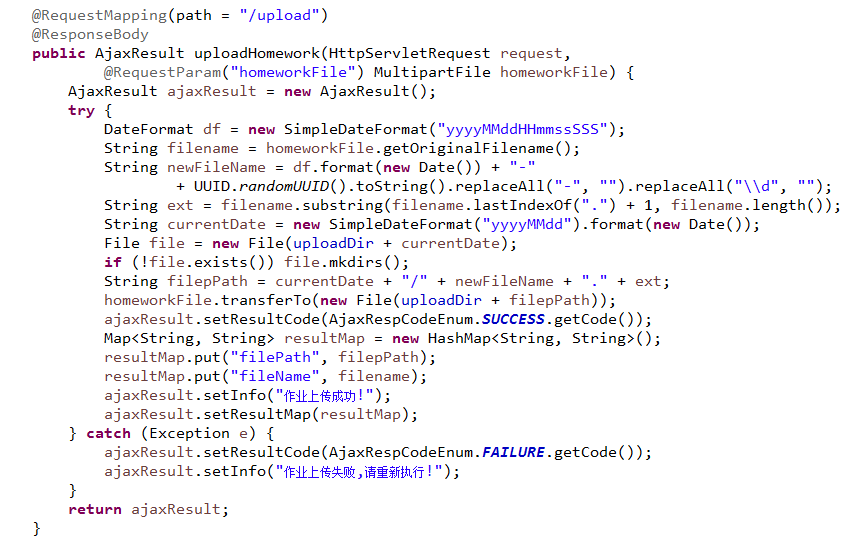 @RequestMapping(path = "/upload")
@ResponseBody
public AjaxResult uploadHomework(HttpServletRequest request,
        @RequestParam("homeworkFile") MultipartFile homeworkFile) {
    AjaxResult ajaxResult = new AjaxResult();
    try {
        DateFormat df = new SimpleDateFormat("yyyyMMddHHmmssSSS");
        String filename = homeworkFile.getOriginalFilename();
        String newFileName = df.format(new Date()) + "-"
                + UUID.randomUUID().toString().replaceAll("-", "").replaceAll("\\d", "");
        String ext = filename.substring(filename.lastIndexOf(".") + 1, filename.length());
        String currentDate = new SimpleDateFormat("yyyyMMdd").format(new Date());
        File file = new File(uploadDir + currentDate);
        if (!file.exists()) file.mkdirs();
        String filepPath = currentDate + "/" + newFileName + "." + ext;
        homeworkFile.transferTo(new File(uploadDir + filepPath));
        ajaxResult.setResultCode(AjaxRespCodeEnum.SUCCESS.getCode());
        Map<String, String> resultMap = new HashMap<String, String>();
        resultMap.put("filePath", filepPath);
        resultMap.put("fileName", filename);
        ajaxResult.setInfo("作业上传成功!");
        ajaxResult.setResultMap(resultMap);
    } catch (Exception e) {
        ajaxResult.setResultCode(AjaxRespCodeEnum.FAILURE.getCode());
        ajaxResult.setInfo("作业上传失败,请重新执行!");
    }
    return ajaxResult;
}